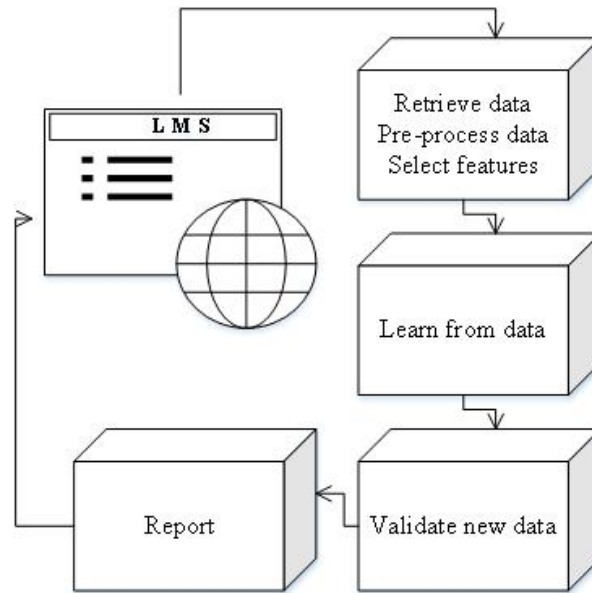 L M S
Retrieve data
Pre-process data
Select features
Learn from data
Validate new data
Report